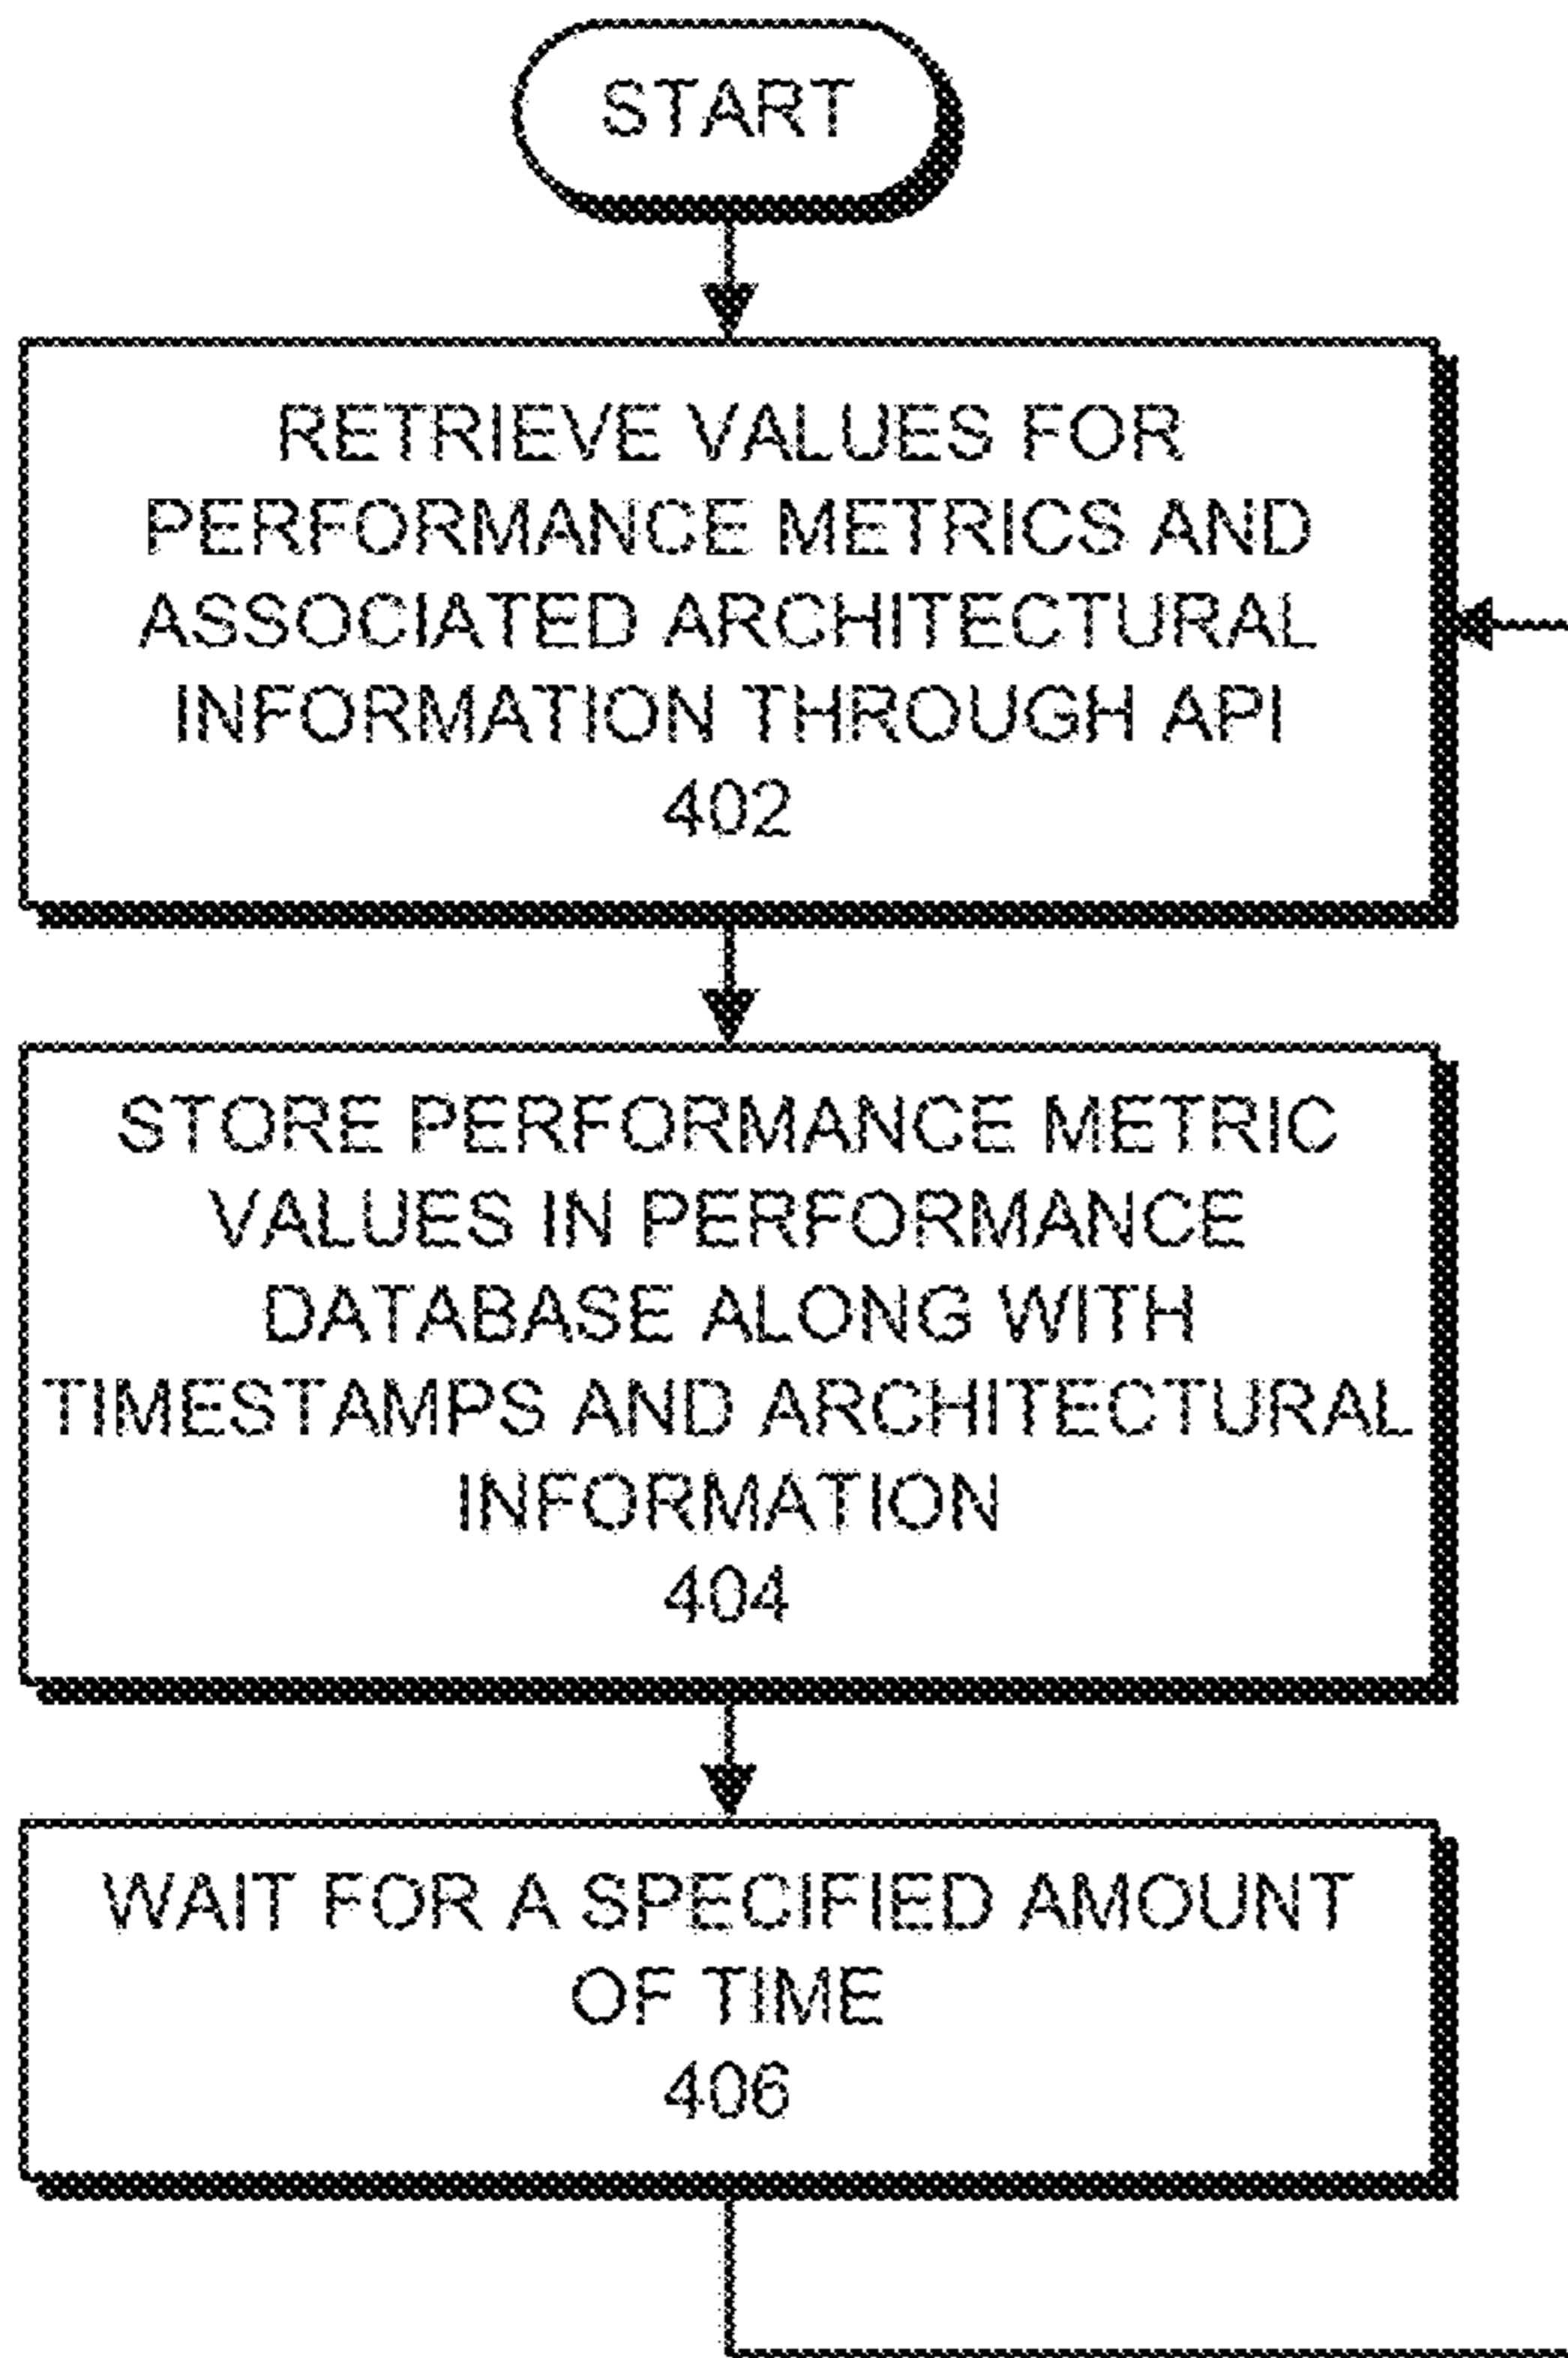 START
RETRIEVE VALUES FOR
PERFORMANCE METRICS AND
ASSOCIATED ARCHITECTURAL
INFORMATION THROUGH API
402
STORE PERFORMANCE METRIC
VALUES IN PERFORMANCE
DATABASE ALONG WITH
TIMESTAMPS AND ARCHITECTURAL
INFORMATION
404
WAIT FOR A SPECIFIED AMOUNT
OF TIME
406